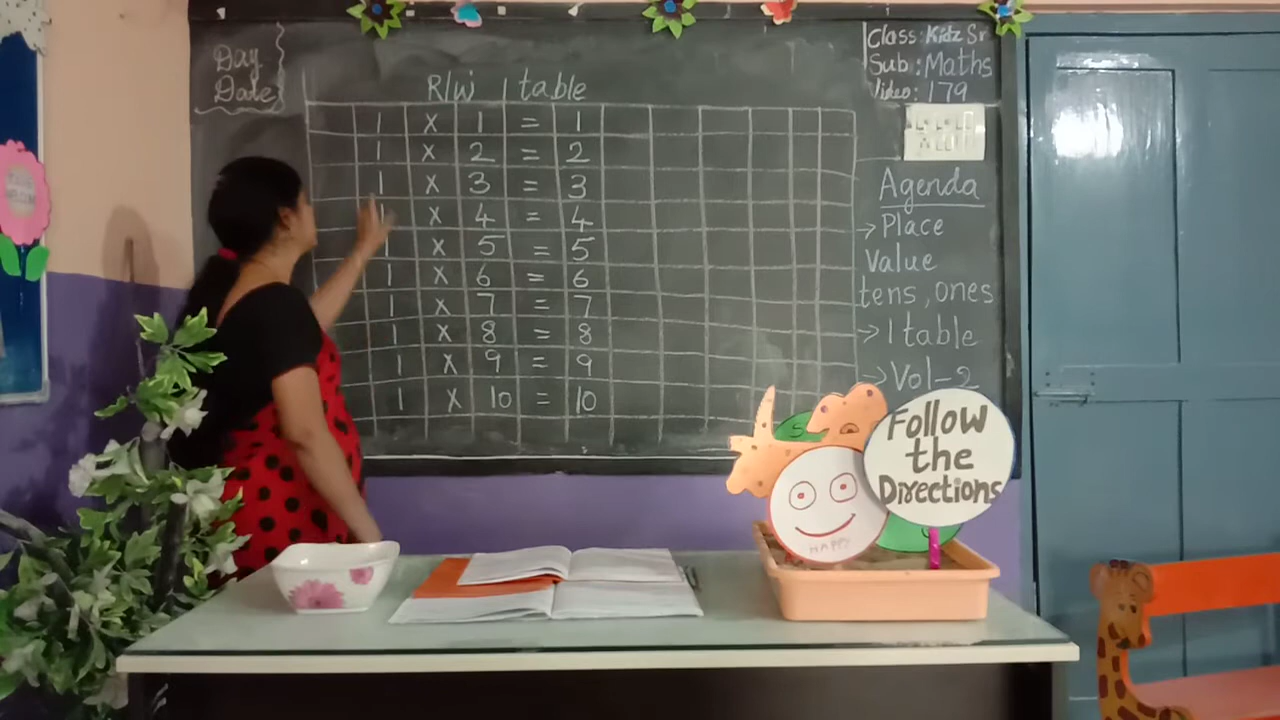 Day
Date
R/W 1 table
1 x 1 = 1
1 x 2 = 2
1 x 3 = 3
1 x 4 = 4
1 x 5 = 5
1 x 6 = 6
1 x 7 = 7
1 x 8 = 8
1 x 9 = 9
1 x 10 = 10
Class: Kidz Sr
Sub: Maths
Video: 179
Agenda
→ Place
Value
tens, ones
→ 1 table
→ Vol-2
Follow
the
Directions
HAPPY